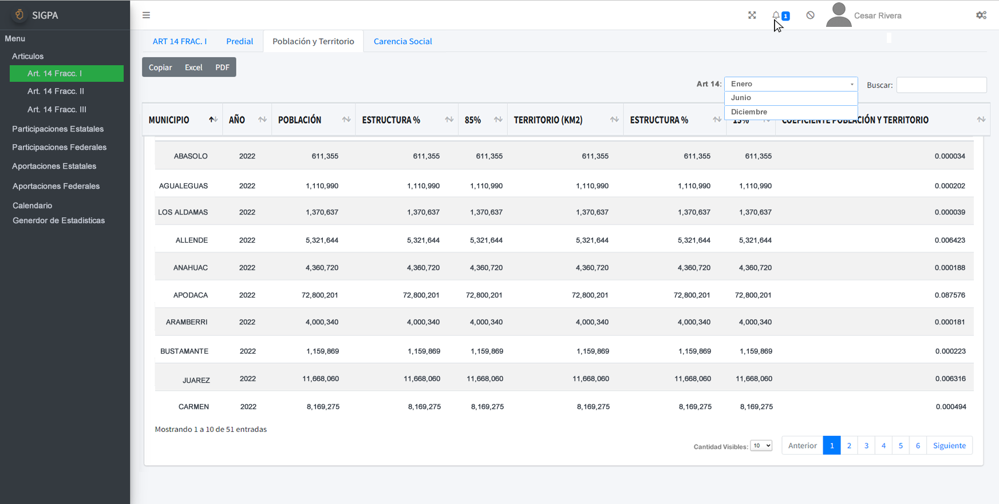 SIGPA
1
Cesar Rivera
Menu
Articulos
Art. 14 Fracc. I
Art. 14 Fracc. II
Art. 14 Fracc. III
Participaciones Estatales
Participaciones Federales
Aportaciones Estatales
Aportaciones Federales
Calendario
Generdor de Estadisticas
ART 14 FRAC. I Predial Población y Territorio Carencia Social
Copiar Excel PDF
Art 14: Enero Buscar:
Junio
Diciembre
MUNICIPIO AÑO POBLACIÓN ESTRUCTURA % 85% TERRITORIO (KM2) ESTRUCTURA % 15% COEFICIENTE POBLACIÓN Y TERRITORIO
ABASOLO 2022 611,355 611,355 611,355 611,355 611,355 611,355 0.000034
AGUALEGUAS 2022 1,110,990 1,110,990 1,110,990 1,110,990 1,110,990 1,110,990 0.000202
LOS ALDAMAS 2022 1,370,637 1,370,637 1,370,637 1,370,637 1,370,637 1,370,637 0.000039
ALLENDE 2022 5,321,644 5,321,644 5,321,644 5,321,644 5,321,644 5,321,644 0.006423
ANAHUAC 2022 4,360,720 4,360,720 4,360,720 4,360,720 4,360,720 4,360,720 0.000188
APODACA 2022 72,800,201 72,800,201 72,800,201 72,800,201 72,800,201 72,800,201 0.087576
ARAMBERRI 2022 4,000,340 4,000,340 4,000,340 4,000,340 4,000,340 4,000,340 0.000181
BUSTAMANTE 2022 1,159,869 1,159,869 1,159,869 1,159,869 1,159,869 1,159,869 0.000223
JUAREZ 2022 11,668,060 11,668,060 11,668,060 11,668,060 11,668,060 11,668,060 0.006316
CARMEN 2022 8,169,275 8,169,275 8,169,275 8,169,275 8,169,275 8,169,275 0.000494
Mostrando 1 a 10 de 51 entradas
Cantidad Visibles: 10 Anterior 1 2 3 4 5 6 Siguiente